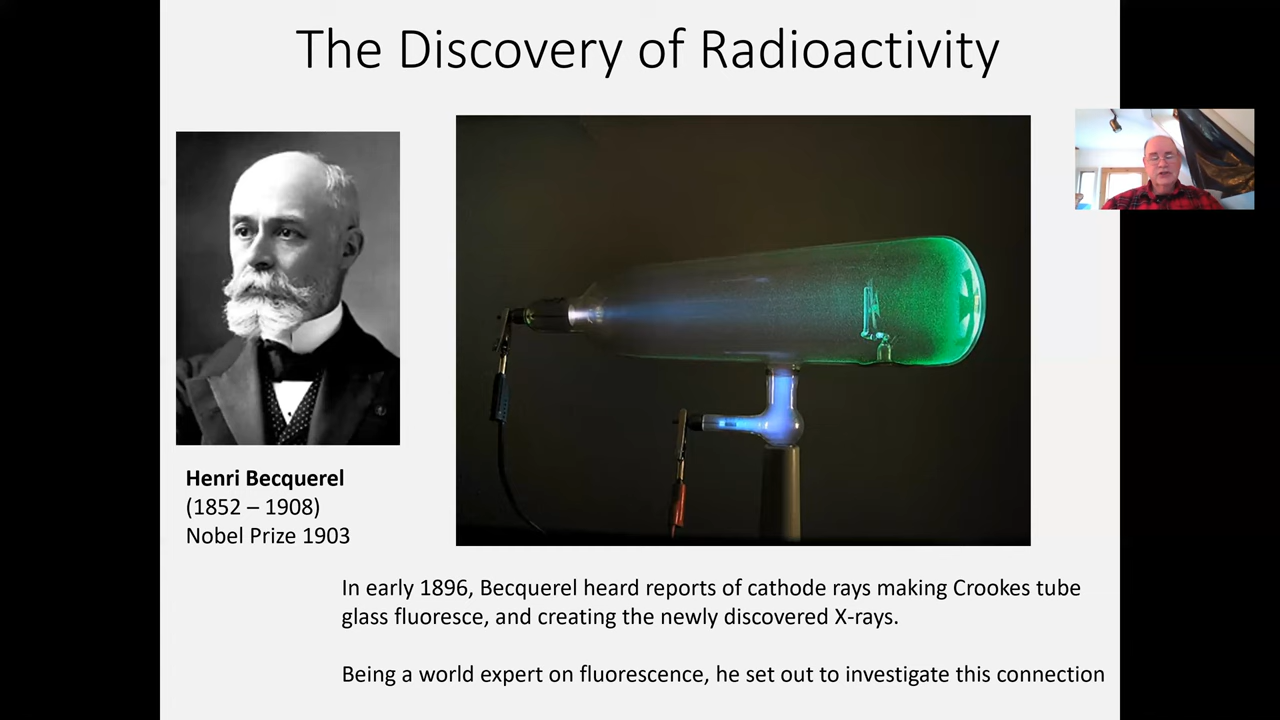 The Discovery of Radioactivity
Henri Becquerel
(1852 – 1908)
Nobel Prize 1903
In early 1896, Becquerel heard reports of cathode rays making Crookes tube
glass fluoresce, and creating the newly discovered X-rays.
Being a world expert on fluorescence, he set out to investigate this connection